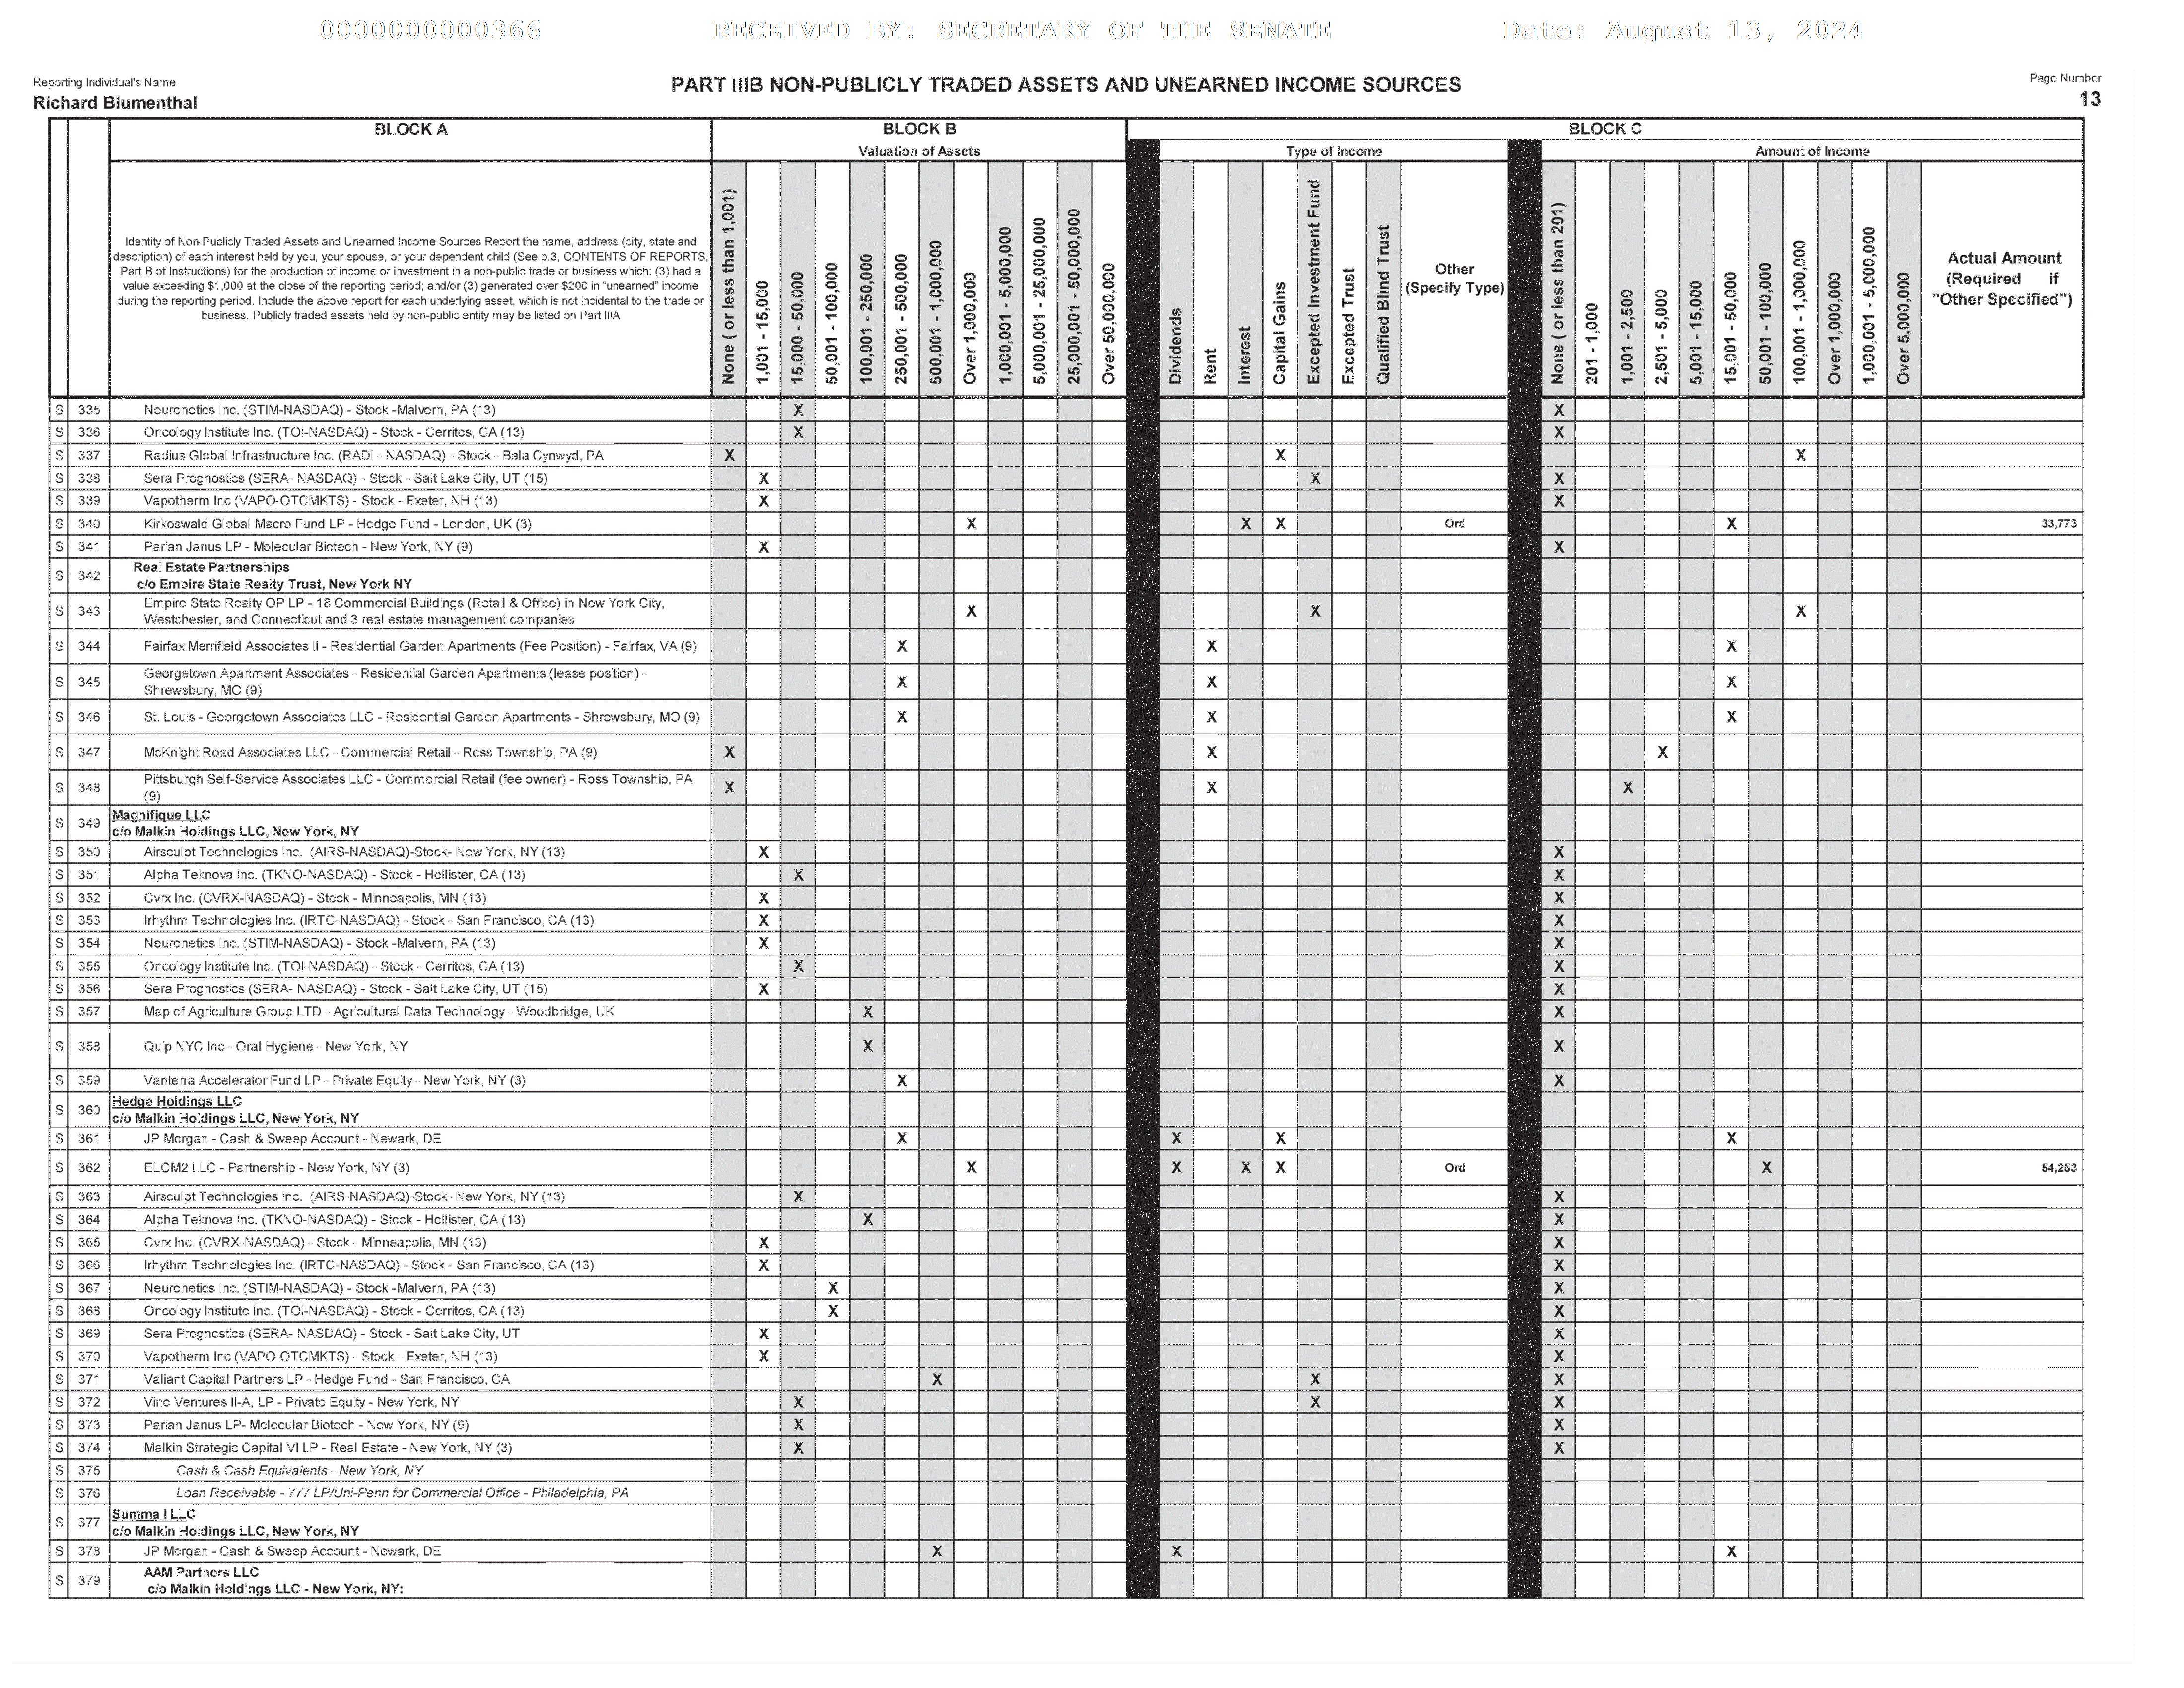 0000000000366 RECEIVED BY: SECRETARY OF THE SENATE Date: August 13, 2024
Reporting Individual's Name
Richard Blumenthal
PART IIIB NON-PUBLICLY TRADED ASSETS AND UNEARNED INCOME SOURCES
Page Number
13
BLOCK A BLOCK B BLOCK C
Valuation of Assets Type of Income Amount of Income
Identity of Non-Publicly Traded Assets and Unearned Income Sources Report the name, address (city, state and
description) of each interest held by you, your spouse, or your dependent child (See p.3, CONTENTS OF REPORTS,
Part B of Instructions) for the production of income or investment in a non-public trade or business which: (3) had a
value exceeding $1,000 at the close of the reporting period; and/or (3) generated over $200 in "unearned" income
during the reporting period. Include the above report for each underlying asset, which is not incidental to the trade or
business. Publicly traded assets held by non-public entity may be listed on Part IIIA
None ( or less than 1,001)
1,001 - 15,000
15,000 - 50,000
50,001 - 100,000
100,001 - 250,000
250,001 - 500,000
500,001 - 1,000,000
Over 1,000,000
1,000,001 - 5,000,000
5,000,001 - 25,000,000
25,000,001 - 50,000,000
Over 50,000,000
Dividends
Rent
Interest
Capital Gains
Excepted Investment Fund
Excepted Trust
Qualified Blind Trust
Other
(Specify Type)
None ( or less than 201)
201 - 1,000
1,001 - 2,500
2,501 - 5,000
5,001 - 15,000
15,001 - 50,000
50,001 - 100,000
100,001 - 1,000,000
Over 1,000,000
1,000,001 - 5,000,000
Over 5,000,000
Actual Amount
(Required if
"Other Specified")
S 335 Neuronetics Inc. (STIM-NASDAQ) - Stock -Malvern, PA (13) X X
S 336 Oncology Institute Inc. (TOI-NASDAQ) - Stock - Cerritos, CA (13) X X
S 337 Radius Global Infrastructure Inc. (RADI - NASDAQ) - Stock - Bala Cynwyd, PA X X X
S 338 Sera Prognostics (SERA- NASDAQ) - Stock - Salt Lake City, UT (15) X X X
S 339 Vapotherm Inc (VAPO-OTCMKTS) - Stock - Exeter, NH (13) X X
S 340 Kirkoswald Global Macro Fund LP - Hedge Fund - London, UK (3) X X X Ord X 33,773
S 341 Parian Janus LP - Molecular Biotech - New York, NY (9) X X
S 342 Real Estate Partnerships
c/o Empire State Realty Trust, New York NY
S 343 Empire State Realty OP LP - 18 Commercial Buildings (Retail & Office) in New York City,
Westchester, and Connecticut and 3 real estate management companies X X X
S 344 Fairfax Merrifield Associates II - Residential Garden Apartments (Fee Position) - Fairfax, VA (9) X X X
S 345 Georgetown Apartment Associates - Residential Garden Apartments (lease position) -
Shrewsbury, MO (9) X X X
S 346 St. Louis - Georgetown Associates LLC - Residential Garden Apartments - Shrewsbury, MO (9) X X X
S 347 McKnight Road Associates LLC - Commercial Retail - Ross Township, PA (9) X X X
S 348 Pittsburgh Self-Service Associates LLC - Commercial Retail (fee owner) - Ross Township, PA
(9) X X X
S 349 Magnifique LLC
c/o Malkin Holdings LLC, New York, NY
S 350 Airsculpt Technologies Inc. (AIRS-NASDAQ)-Stock- New York, NY (13) X X
S 351 Alpha Teknova Inc. (TKNO-NASDAQ) - Stock - Hollister, CA (13) X X
S 352 Cvrx Inc. (CVRX-NASDAQ) - Stock - Minneapolis, MN (13) X X
S 353 Irhythm Technologies Inc. (IRTC-NASDAQ) - Stock - San Francisco, CA (13) X X
S 354 Neuronetics Inc. (STIM-NASDAQ) - Stock -Malvern, PA (13) X X
S 355 Oncology Institute Inc. (TOI-NASDAQ) - Stock - Cerritos, CA (13) X X
S 356 Sera Prognostics (SERA- NASDAQ) - Stock - Salt Lake City, UT (15) X X
S 357 Map of Agriculture Group LTD - Agricultural Data Technology - Woodbridge, UK X X
S 358 Quip NYC Inc - Oral Hygiene - New York, NY X X
S 359 Vanterra Accelerator Fund LP - Private Equity - New York, NY (3) X X
S 360 Hedge Holdings LLC
c/o Malkin Holdings LLC, New York, NY
S 361 JP Morgan - Cash & Sweep Account - Newark, DE X X X X
S 362 ELCM2 LLC - Partnership - New York, NY (3) X X X X Ord X 54,253
S 363 Airsculpt Technologies Inc. (AIRS-NASDAQ)-Stock- New York, NY (13) X X
S 364 Alpha Teknova Inc. (TKNO-NASDAQ) - Stock - Hollister, CA (13) X X
S 365 Cvrx Inc. (CVRX-NASDAQ) - Stock - Minneapolis, MN (13) X X
S 366 Irhythm Technologies Inc. (IRTC-NASDAQ) - Stock - San Francisco, CA (13) X X
S 367 Neuronetics Inc. (STIM-NASDAQ) - Stock -Malvern, PA (13) X X
S 368 Oncology Institute Inc. (TOI-NASDAQ) - Stock - Cerritos, CA (13) X X
S 369 Sera Prognostics (SERA- NASDAQ) - Stock - Salt Lake City, UT X X
S 370 Vapotherm Inc (VAPO-OTCMKTS) - Stock - Exeter, NH (13) X X
S 371 Valiant Capital Partners LP - Hedge Fund - San Francisco, CA X X X
S 372 Vine Ventures II-A, LP - Private Equity - New York, NY X X X
S 373 Parian Janus LP- Molecular Biotech - New York, NY (9) X X
S 374 Malkin Strategic Capital VI LP - Real Estate - New York, NY (3) X X
S 375 Cash & Cash Equivalents - New York, NY
S 376 Loan Receivable - 777 LP/Uni-Penn for Commercial Office - Philadelphia, PA
S 377 Summa I LLC
c/o Malkin Holdings LLC, New York, NY
S 378 JP Morgan - Cash & Sweep Account - Newark, DE X X X
S 379 AAM Partners LLC
c/o Malkin Holdings LLC - New York, NY: